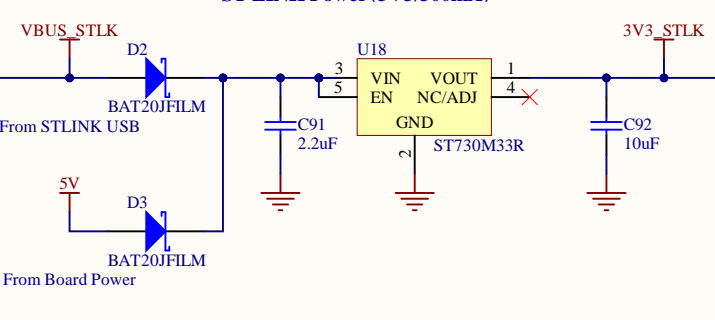 VBUS_STLK
3V3_STLK
D2
U18
3 VIN VOUT 1
5 EN NC/ADJ 4
BAT20JFILM
From STLINK USB
C91
2.2uF
GND
2
ST730M33R
C92
10uF
5V
D3
BAT20JFILM
From Board Power